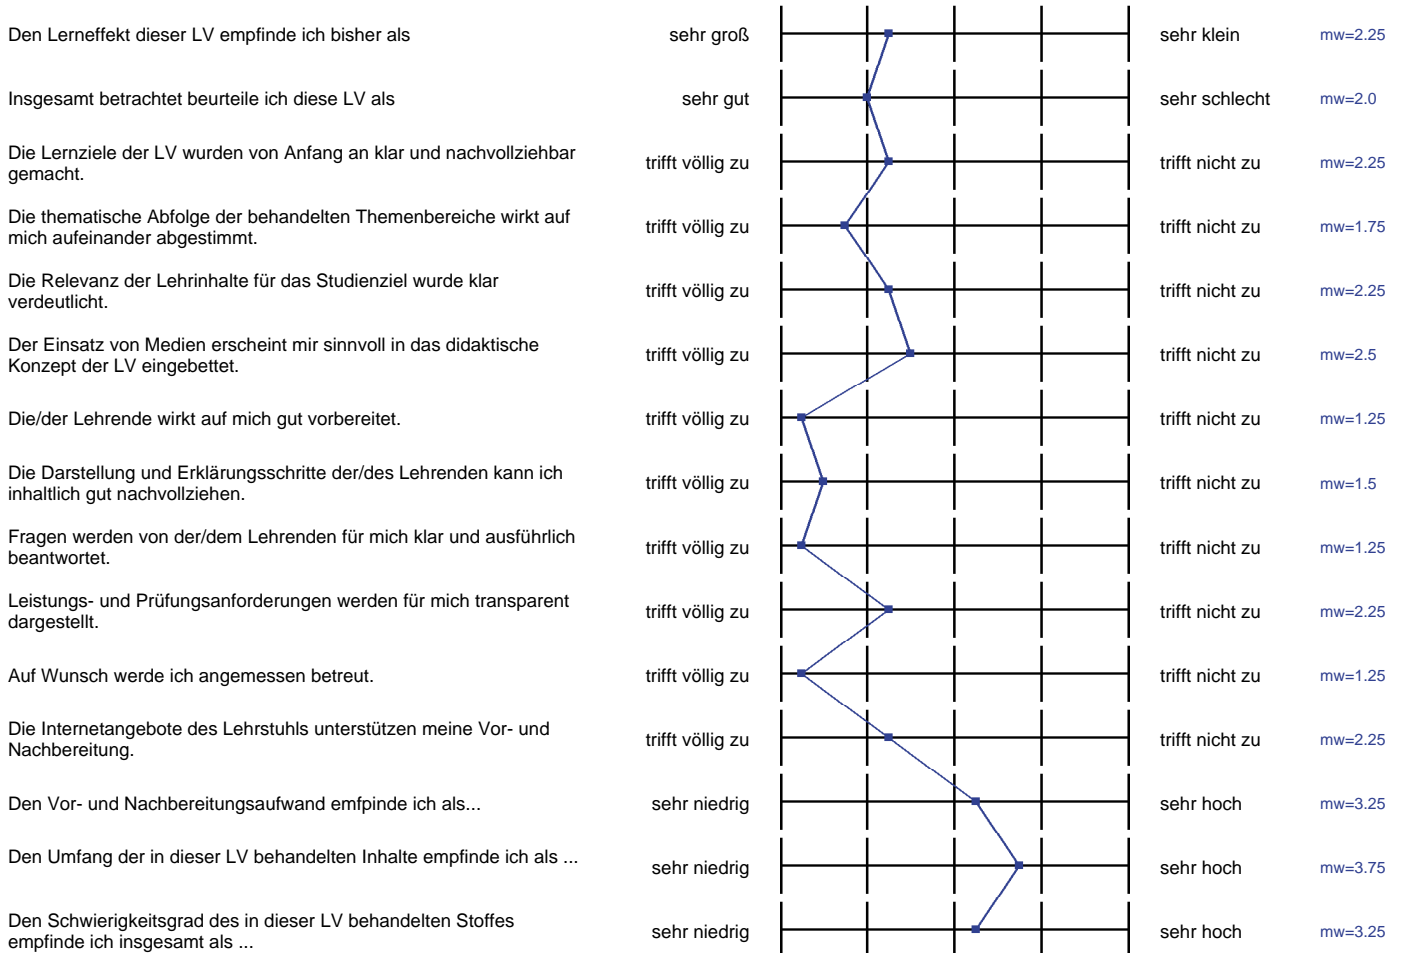 Den Lerneffekt dieser LV empfinde ich bisher als sehr groß sehr klein mw=2.25
Insgesamt betrachtet beurteile ich diese LV als sehr gut sehr schlecht mw=2.0
Die Lernziele der LV wurden von Anfang an klar und nachvollziehbar
gemacht. trifft völlig zu trifft nicht zu mw=2.25
Die thematische Abfolge der behandelten Themenbereiche wirkt auf
mich aufeinander abgestimmt. trifft völlig zu trifft nicht zu mw=1.75
Die Relevanz der Lehrinhalte für das Studienziel wurde klar
verdeutlicht. trifft völlig zu trifft nicht zu mw=2.25
Der Einsatz von Medien erscheint mir sinnvoll in das didaktische
Konzept der LV eingebettet. trifft völlig zu trifft nicht zu mw=2.5
Die/der Lehrende wirkt auf mich gut vorbereitet. trifft völlig zu trifft nicht zu mw=1.25
Die Darstellung und Erklärungsschritte der/des Lehrenden kann ich
inhaltlich gut nachvollziehen. trifft völlig zu trifft nicht zu mw=1.5
Fragen werden von der/dem Lehrenden für mich klar und ausführlich
beantwortet. trifft völlig zu trifft nicht zu mw=1.25
Leistungs- und Prüfungsanforderungen werden für mich transparent
dargestellt. trifft völlig zu trifft nicht zu mw=2.25
Auf Wunsch werde ich angemessen betreut. trifft völlig zu trifft nicht zu mw=1.25
Die Internetangebote des Lehrstuhls unterstützen meine Vor- und
Nachbereitung. trifft völlig zu trifft nicht zu mw=2.25
Den Vor- und Nachbereitungsaufwand emfpinde ich als... sehr niedrig sehr hoch mw=3.25
Den Umfang der in dieser LV behandelten Inhalte empfinde ich als ... sehr niedrig sehr hoch mw=3.75
Den Schwierigkeitsgrad des in dieser LV behandelten Stoffes
empfinde ich insgesamt als ... sehr niedrig sehr hoch mw=3.25